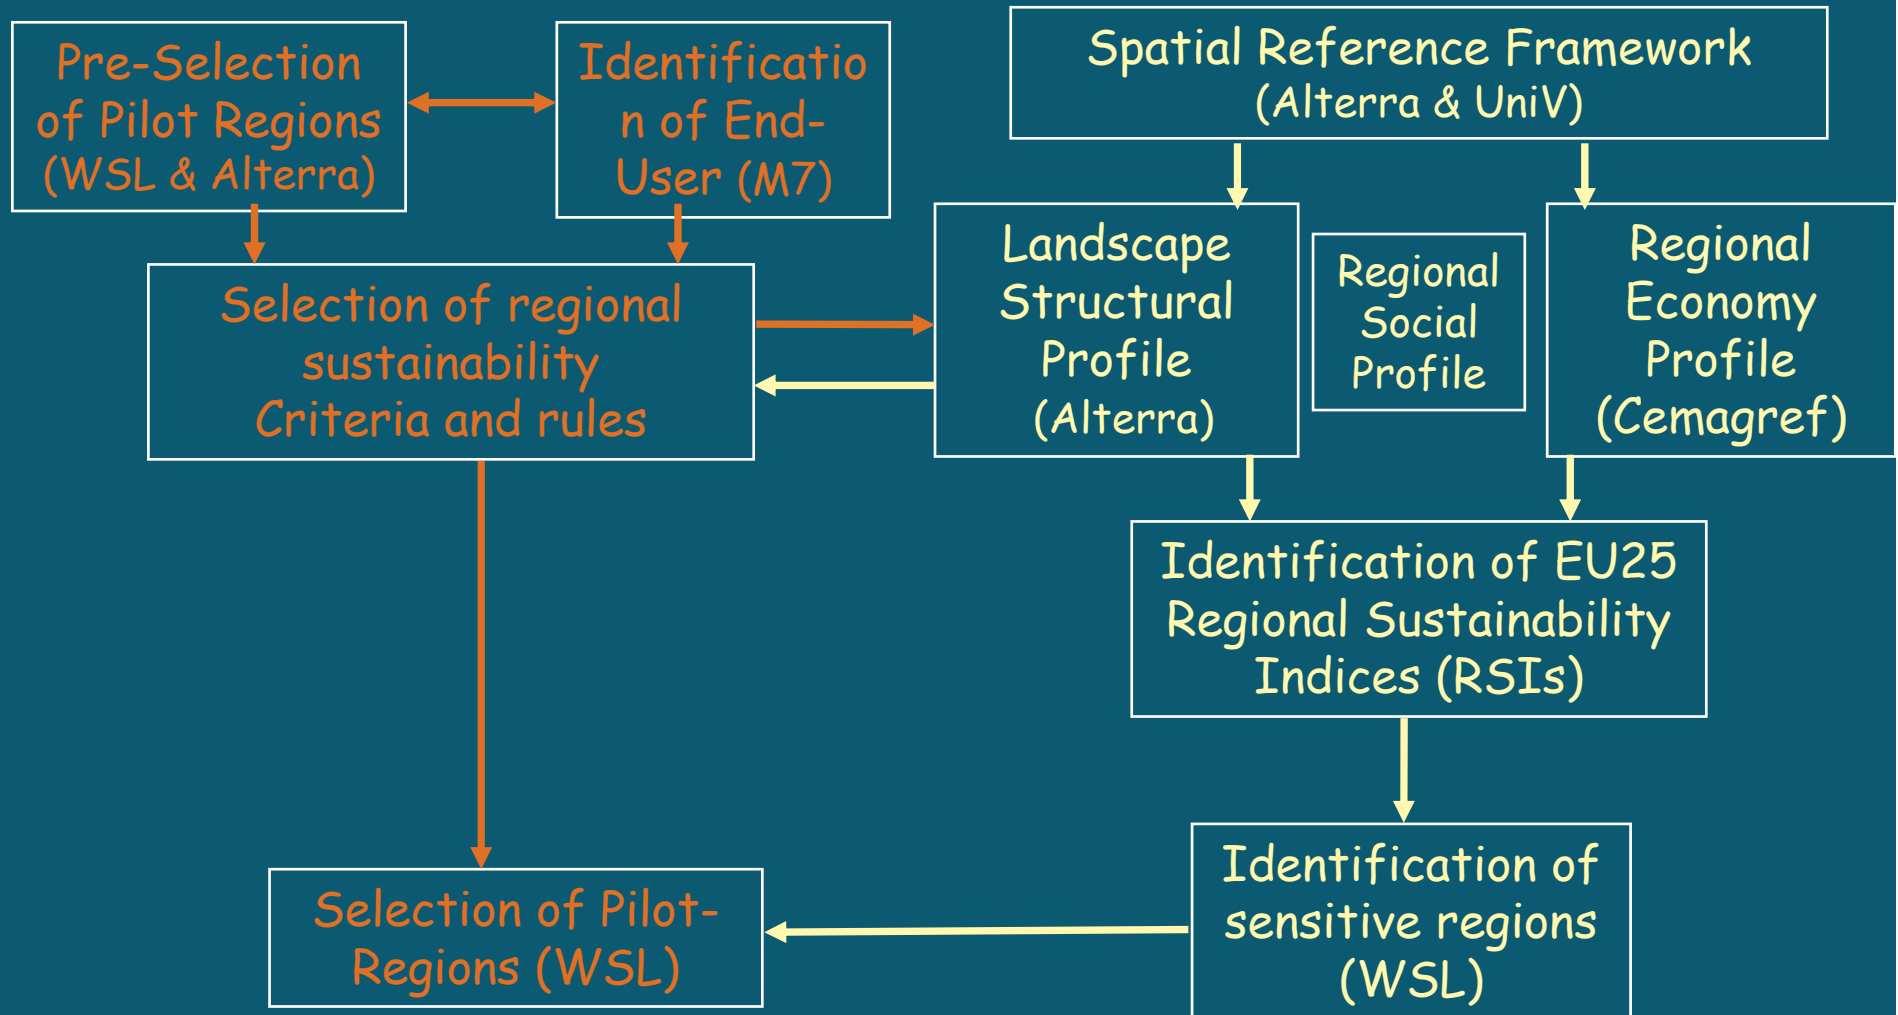 Pre-Selection
of Pilot Regions
(WSL & Alterra)
Identificatio
n of End-
User (M7)
Spatial Reference Framework
(Alterra & UniV)
Selection of regional
sustainability
Criteria and rules
Landscape
Structural
Profile
(Alterra)
Regional
Social
Profile
Regional
Economy
Profile
(Cemagref)
Identification of EU25
Regional Sustainability
Indices (RSIs)
Selection of Pilot-
Regions (WSL)
Identification of
sensitive regions
(WSL)